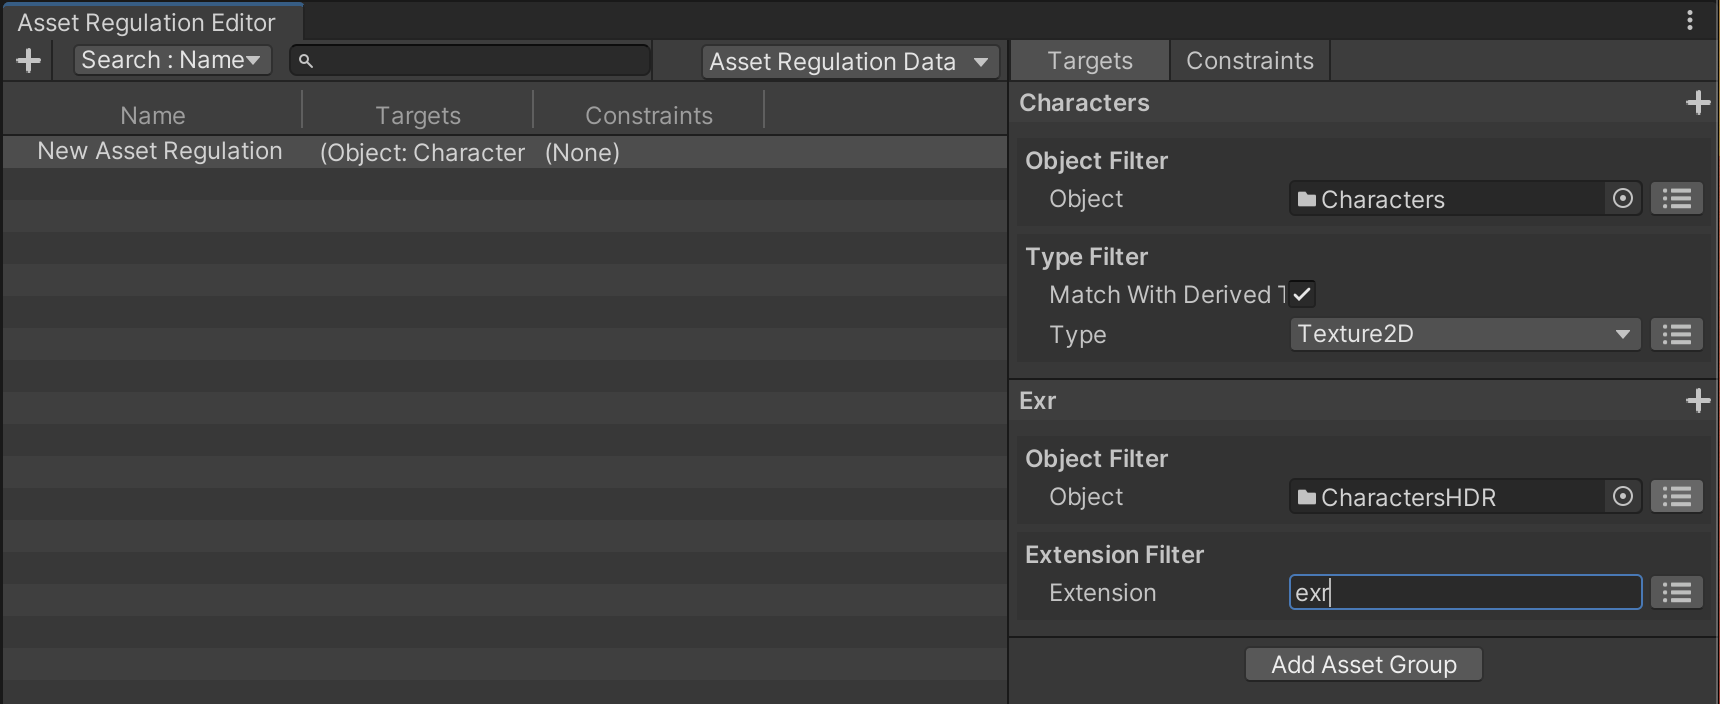 Asset Regulation Editor
Search : Name
Asset Regulation Data
Targets
Constraints
Name
Targets
Constraints
New Asset Regulation
(Object: Character
(None)
Characters
Object Filter
Object
Characters
Type Filter
Match With Derived T
Type
Texture2D
Exr
Object Filter
Object
CharactersHDR
Extension Filter
Extension
exr
Add Asset Group